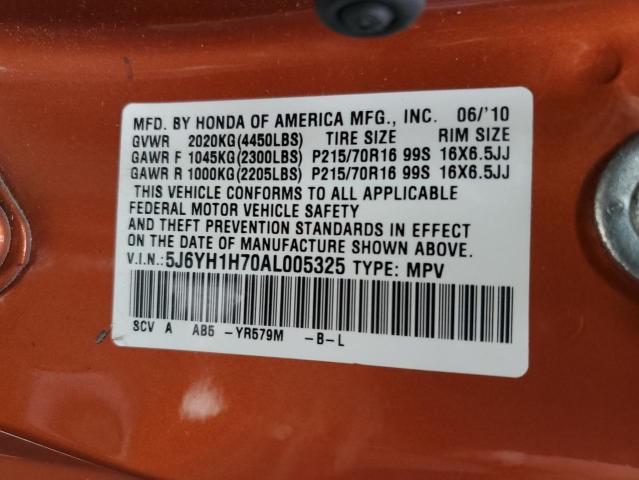 MFD. BY HONDA OF AMERICA MFG., INC. 06/'10
GVWR 2020KG(4450LBS) TIRE SIZE RIM SIZE
GAWR F 1045KG(2300LBS) P215/70R16 99S 16X6.5JJ
GAWR R 1000KG(2205LBS) P215/70R16 99S 16X6.5JJ
THIS VEHICLE CONFORMS TO ALL APPLICABLE
FEDERAL MOTOR VEHICLE SAFETY
AND THEFT PREVENTION STANDARDS IN EFFECT
ON THE DATE OF MANUFACTURE SHOWN ABOVE.
V.I.N.:5J6YH1H70AL005325 TYPE: MPV
SCV A AB5 -YR579M -B-L